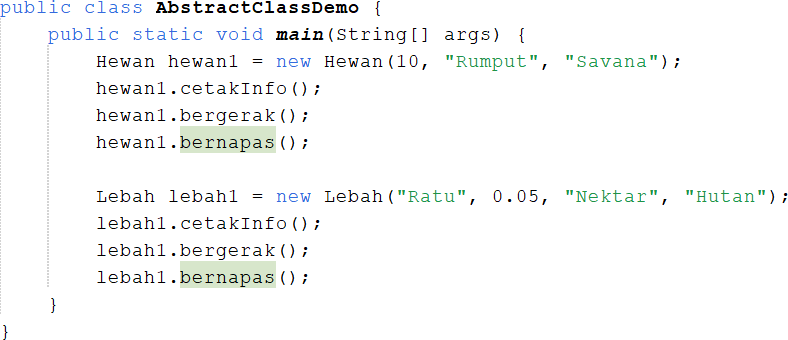 public class AbstractClassDemo {
    public static void main(String[] args) {
        Hewan hewan1 = new Hewan(10, "Rumput", "Savana");
        hewan1.cetakInfo();
        hewan1.bergerak();
        hewan1.bernapas();

        Lebah lebah1 = new Lebah("Ratu", 0.05, "Nektar", "Hutan");
        lebah1.cetakInfo();
        lebah1.bergerak();
        lebah1.bernapas();
    }
}